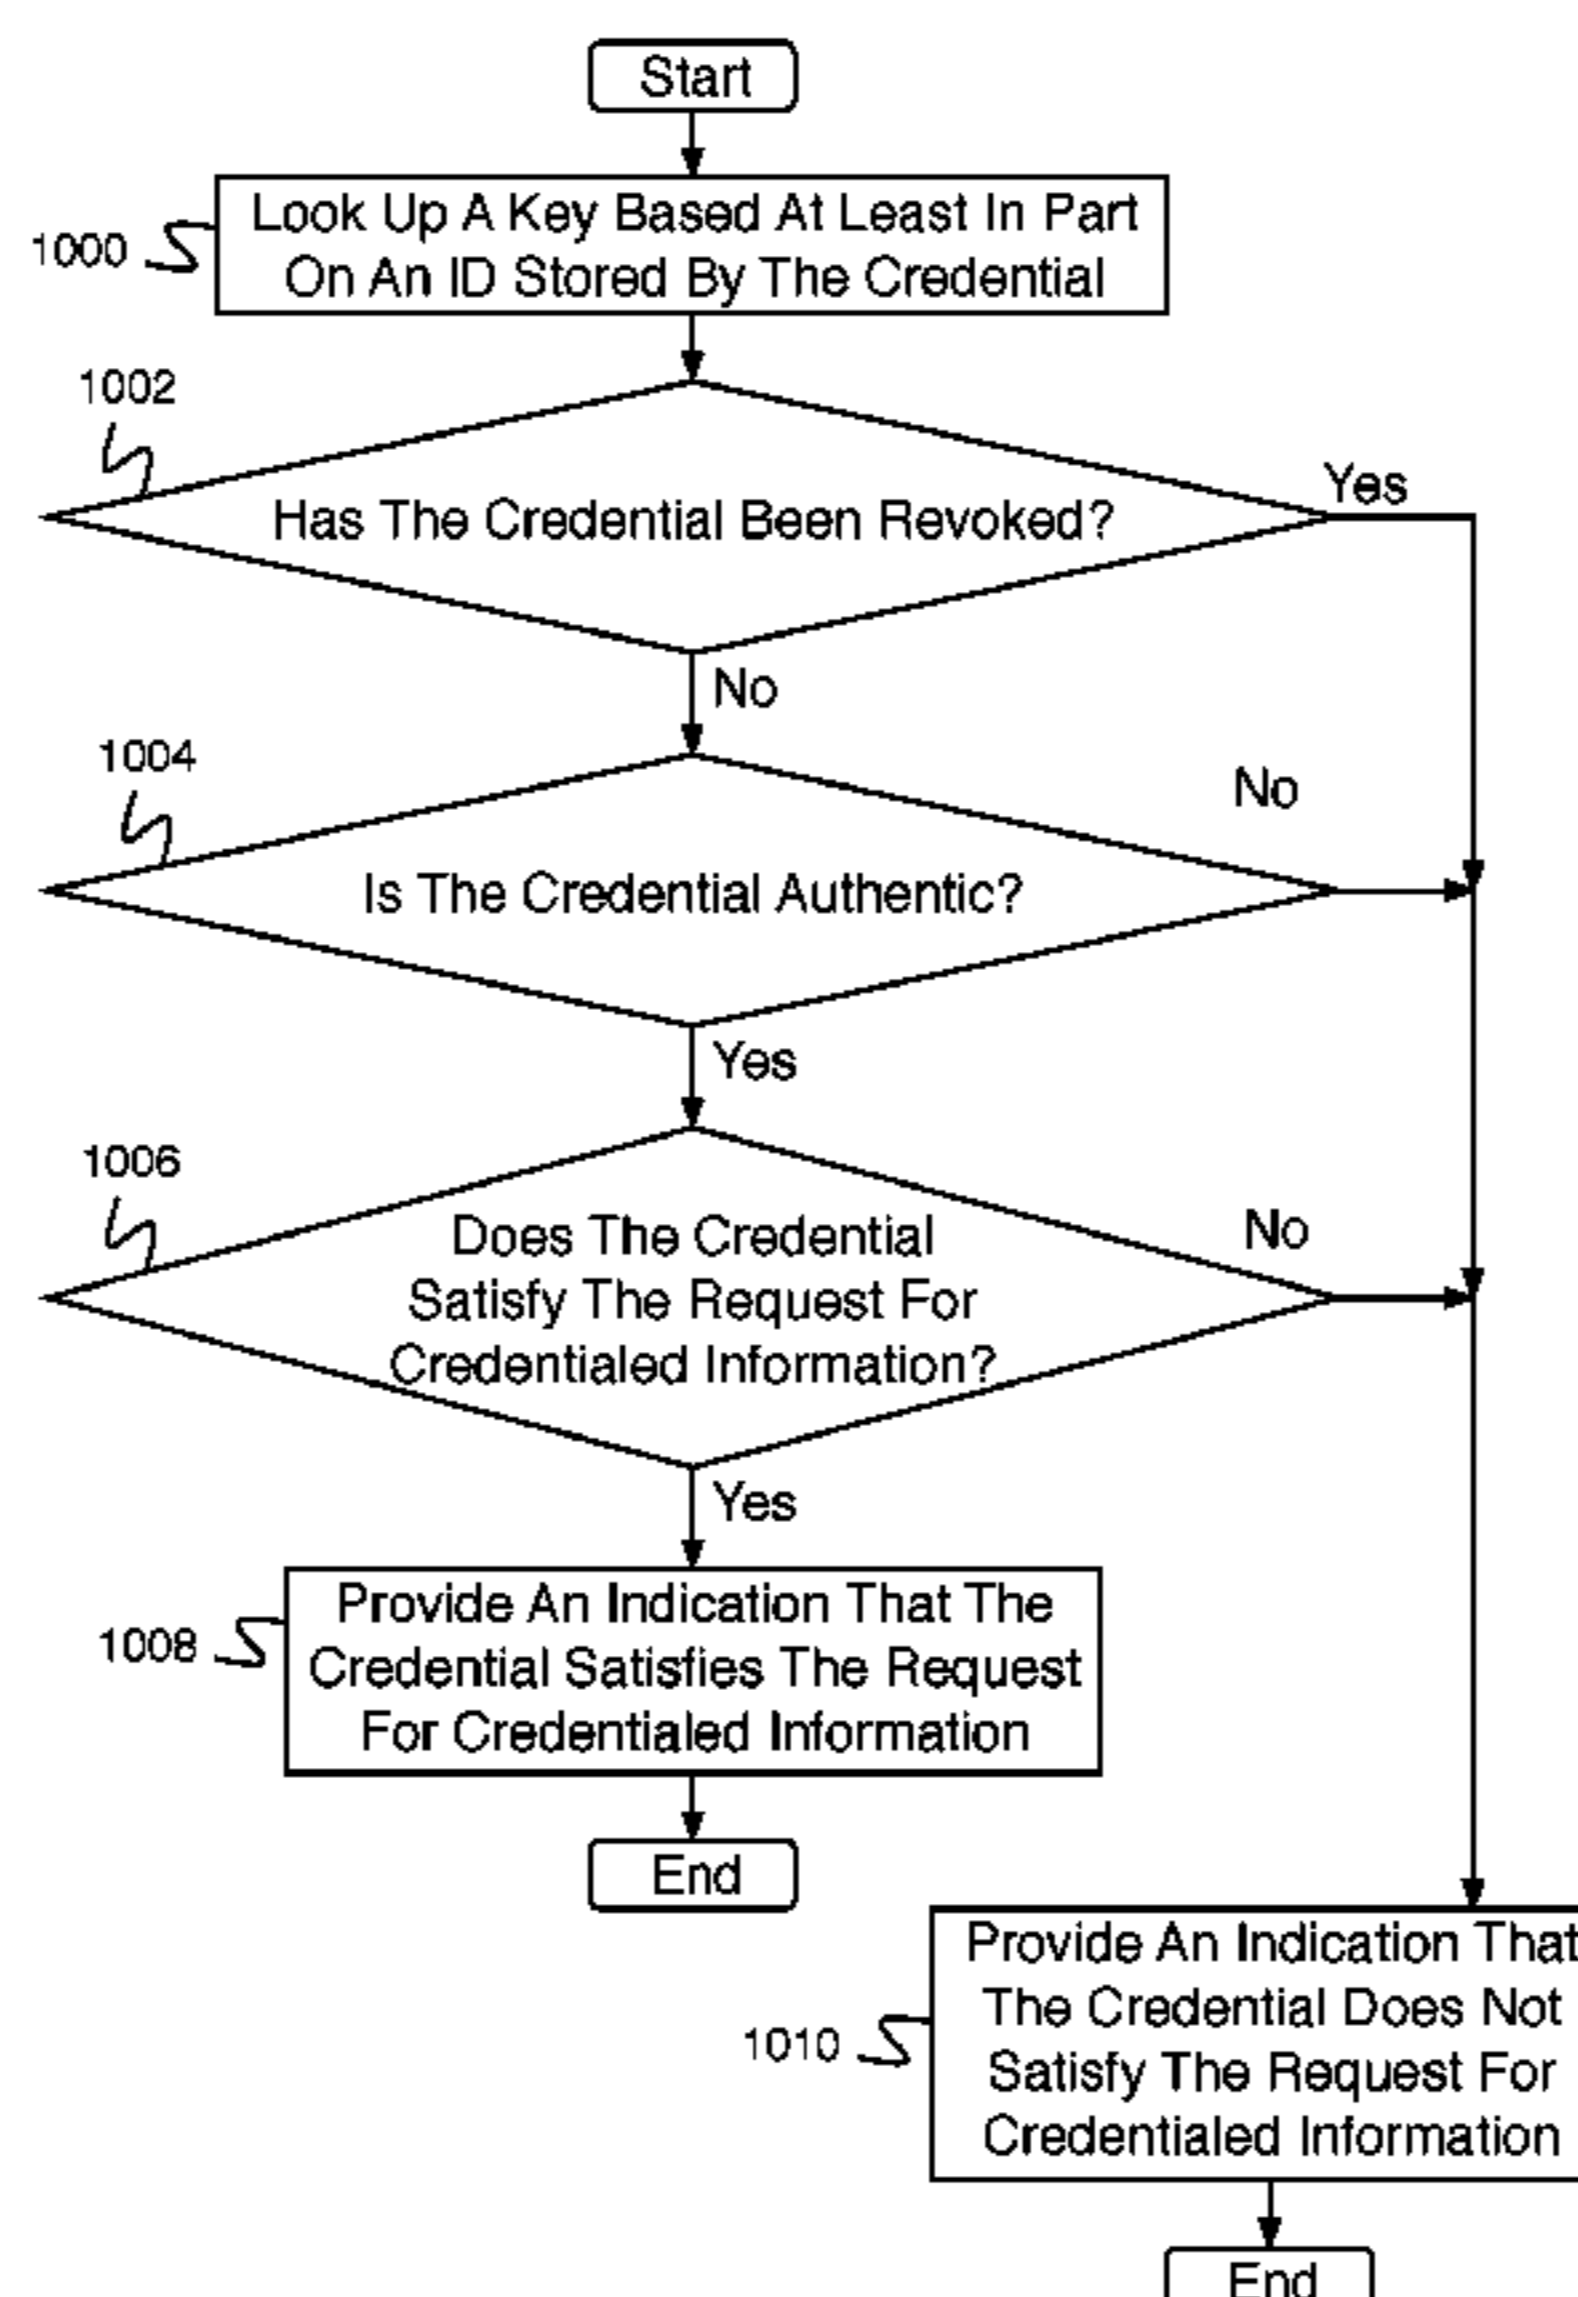 Start
1000
Look Up A Key Based At Least In Part
On An ID Stored By The Credential
1002
Has The Credential Been Revoked?
Yes
No
1004
No
Is The Credential Authentic?
Yes
1006
No
Does The Credential
Satisfy The Request For
Credentialed Information?
Yes
1008
Provide An Indication That The
Credential Satisfies The Request
For Credentialed Information
End
1010
Provide An Indication That
The Credential Does Not
Satisfy The Request For
Credentialed Information
End